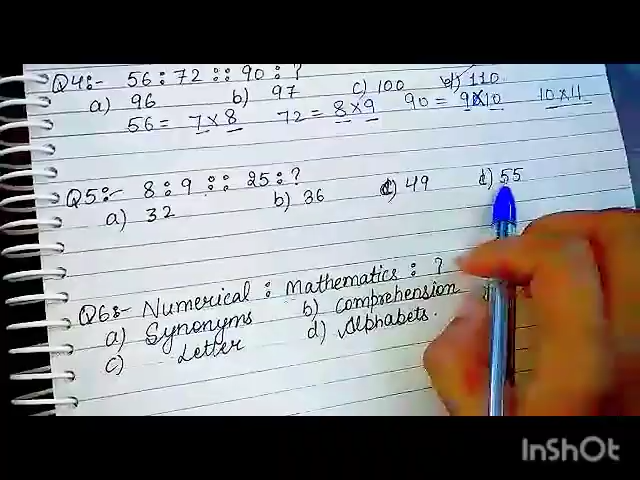 Q4:- 56 : 72 :: 90 : ?
a) 96 b) 97 c) 100 d) 110
56 = 7 × 8 72 = 8 × 9 90 = 9 × 10 10 × 11
Q5:- 8 : 9 :: 25 : ?
a) 32 b) 36 c) 49 d) 55
Q6:- Numerical : Mathematics : ?
a) Synonyms b) Comprehension
c) Letter d) Alphabets.
InShOt